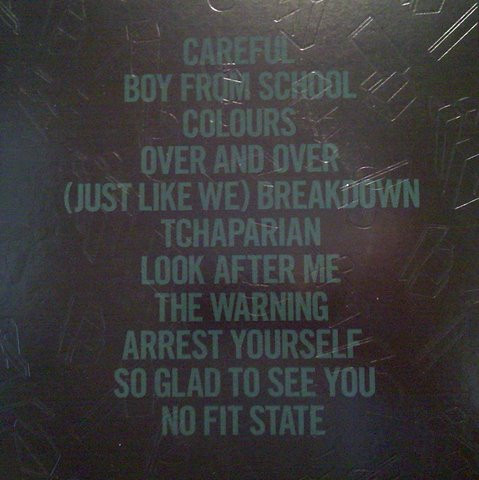 CAREFUL
BOY FROM SCHOOL
COLOURS
OVER AND OVER
(JUST LIKE WE) BREAKDOWN
TCHAPARIAN
LOOK AFTER ME
THE WARNING
ARREST YOURSELF
SO GLAD TO SEE YOU
NO FIT STATE